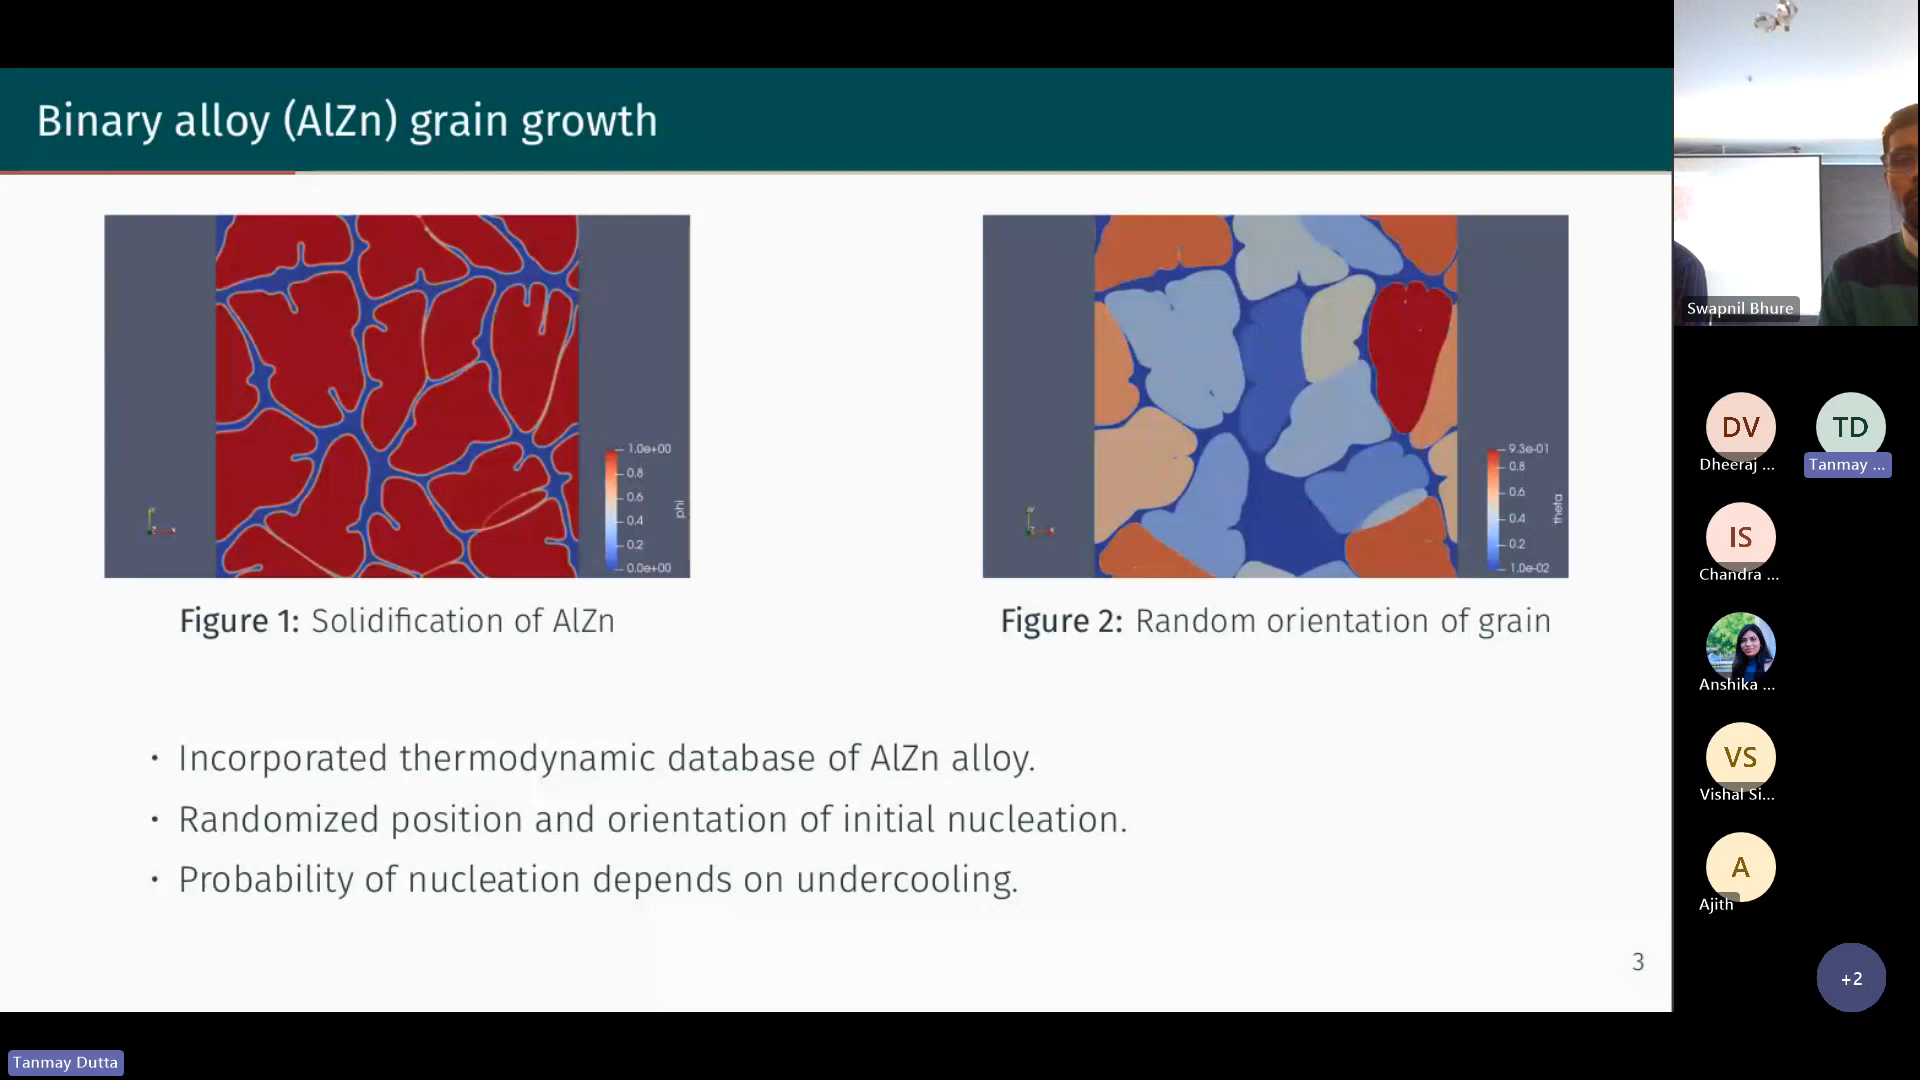 Binary alloy (AlZn) grain growth
1.0e+00
0.8
0.6
0.4
0.2
0.0e+00
phi
9.3e-01
0.8
0.6
0.4
0.2
1.0e-02
theta
Figure 1: Solidification of AlZn
Figure 2: Random orientation of grain
• Incorporated thermodynamic database of AlZn alloy.
• Randomized position and orientation of initial nucleation.
• Probability of nucleation depends on undercooling.
3
Swapnil Bhure
DV
Dheeraj ...
TD
Tanmay ...
IS
Chandra ...
Anshika ...
VS
Vishal Si...
A
Ajith
+2
Tanmay Dutta